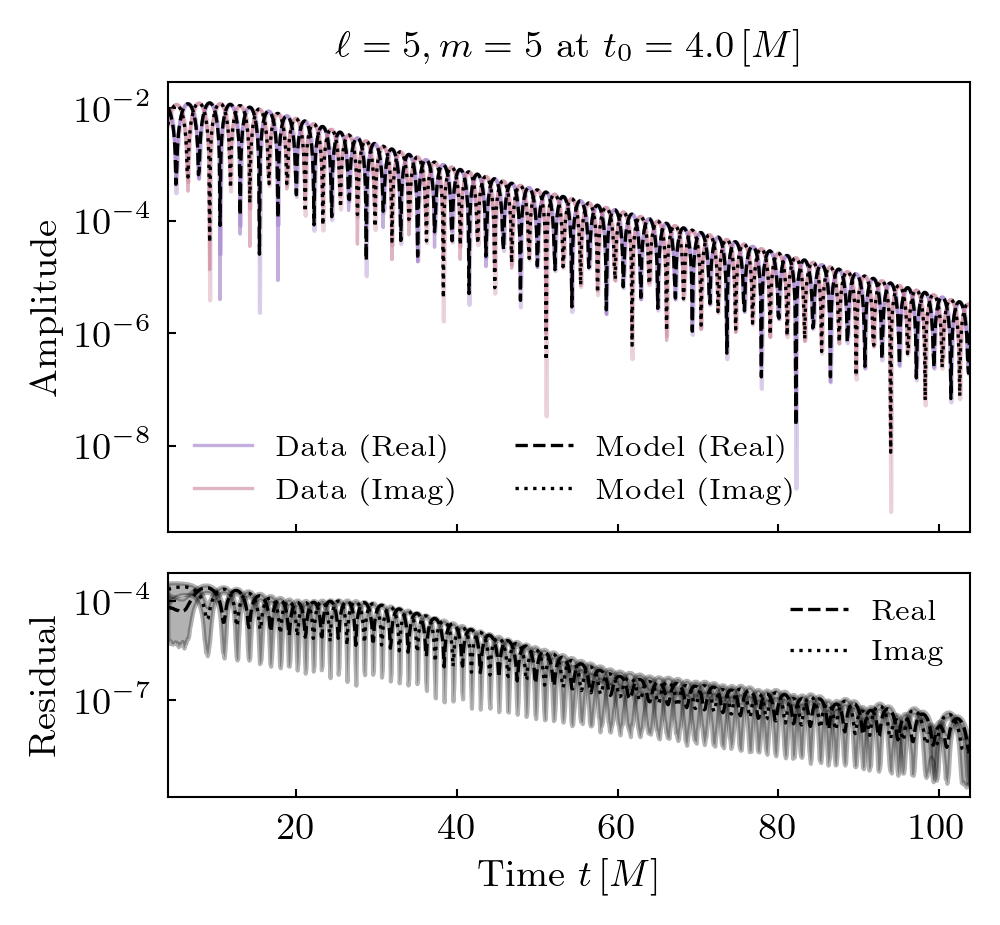 ℓ = 5, m = 5 at t₀ = 4.0 [M]
10⁻²
10⁻⁴
10⁻⁶
10⁻⁸
Amplitude
Data (Real)
Data (Imag)
Model (Real)
Model (Imag)
10⁻⁴
10⁻⁷
Residual
Real
Imag
20 40 60 80 100
Time t [M]